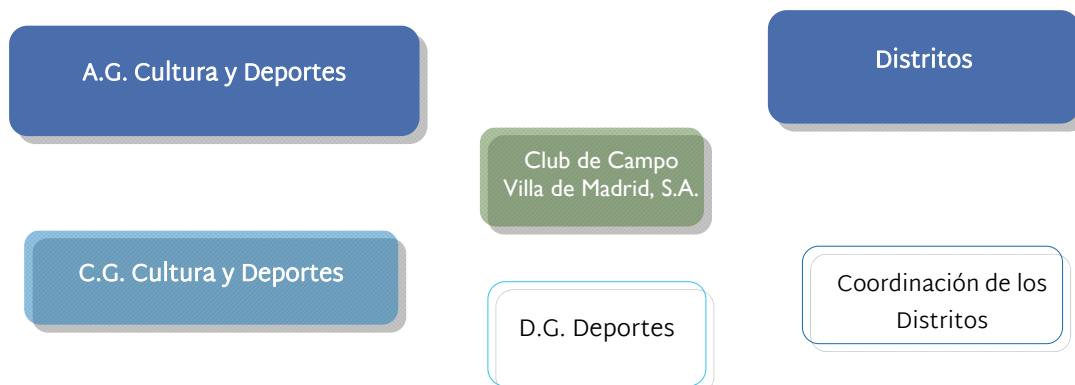 A.G. Cultura y Deportes
Distritos
Club de Campo
Villa de Madrid, S.A.
C.G. Cultura y Deportes
D.G. Deportes
Coordinación de los
Distritos